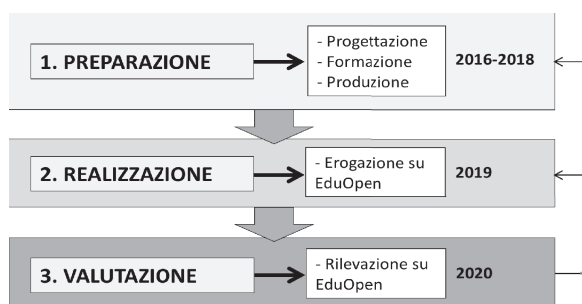 1. PREPARAZIONE
- Progettazione
- Formazione
- Produzione
2016-2018
2. REALIZZAZIONE
- Erogazione su
EduOpen
2019
3. VALUTAZIONE
- Rilevazione su
EduOpen
2020